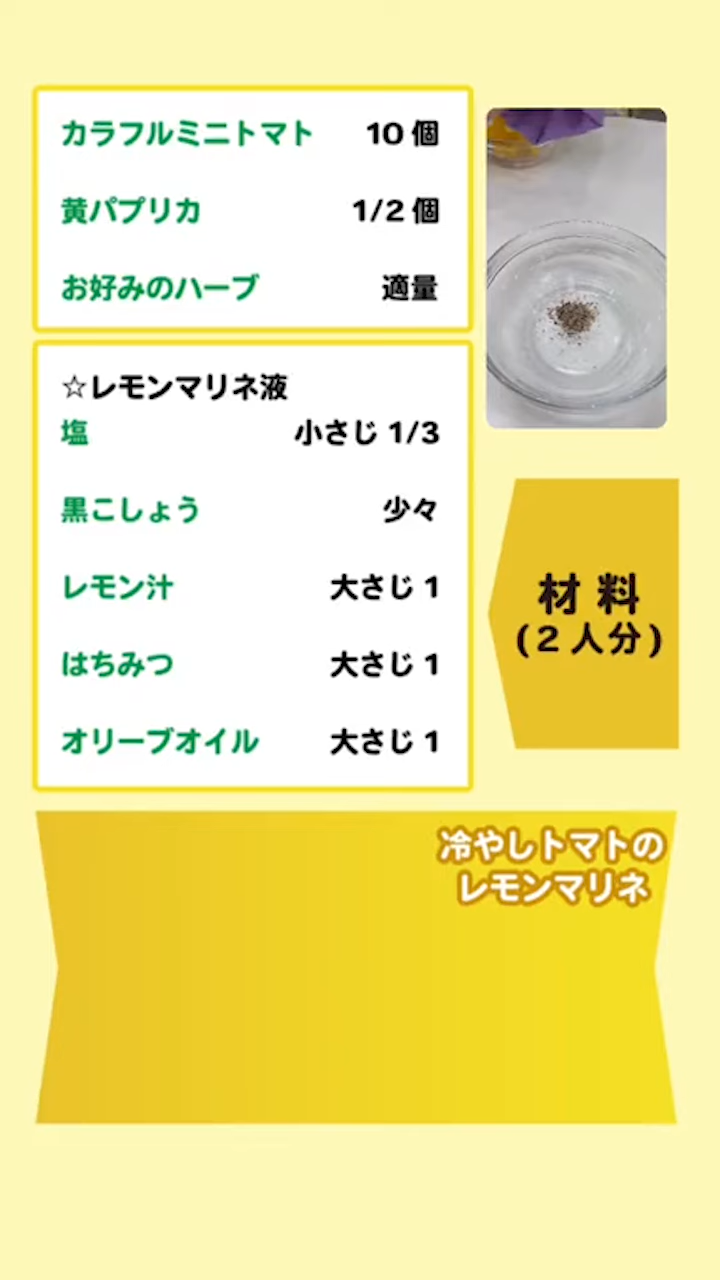 カラフルミニトマト 10 個
黄パプリカ 1/2 個
お好みのハーブ 適量
☆レモンマリネ液
塩 小さじ 1/3
黒こしょう 少々
レモン汁 大さじ 1
はちみつ 大さじ 1
オリーブオイル 大さじ 1
材 料
(2 人分)
冷やしトマトの
レモンマリネ